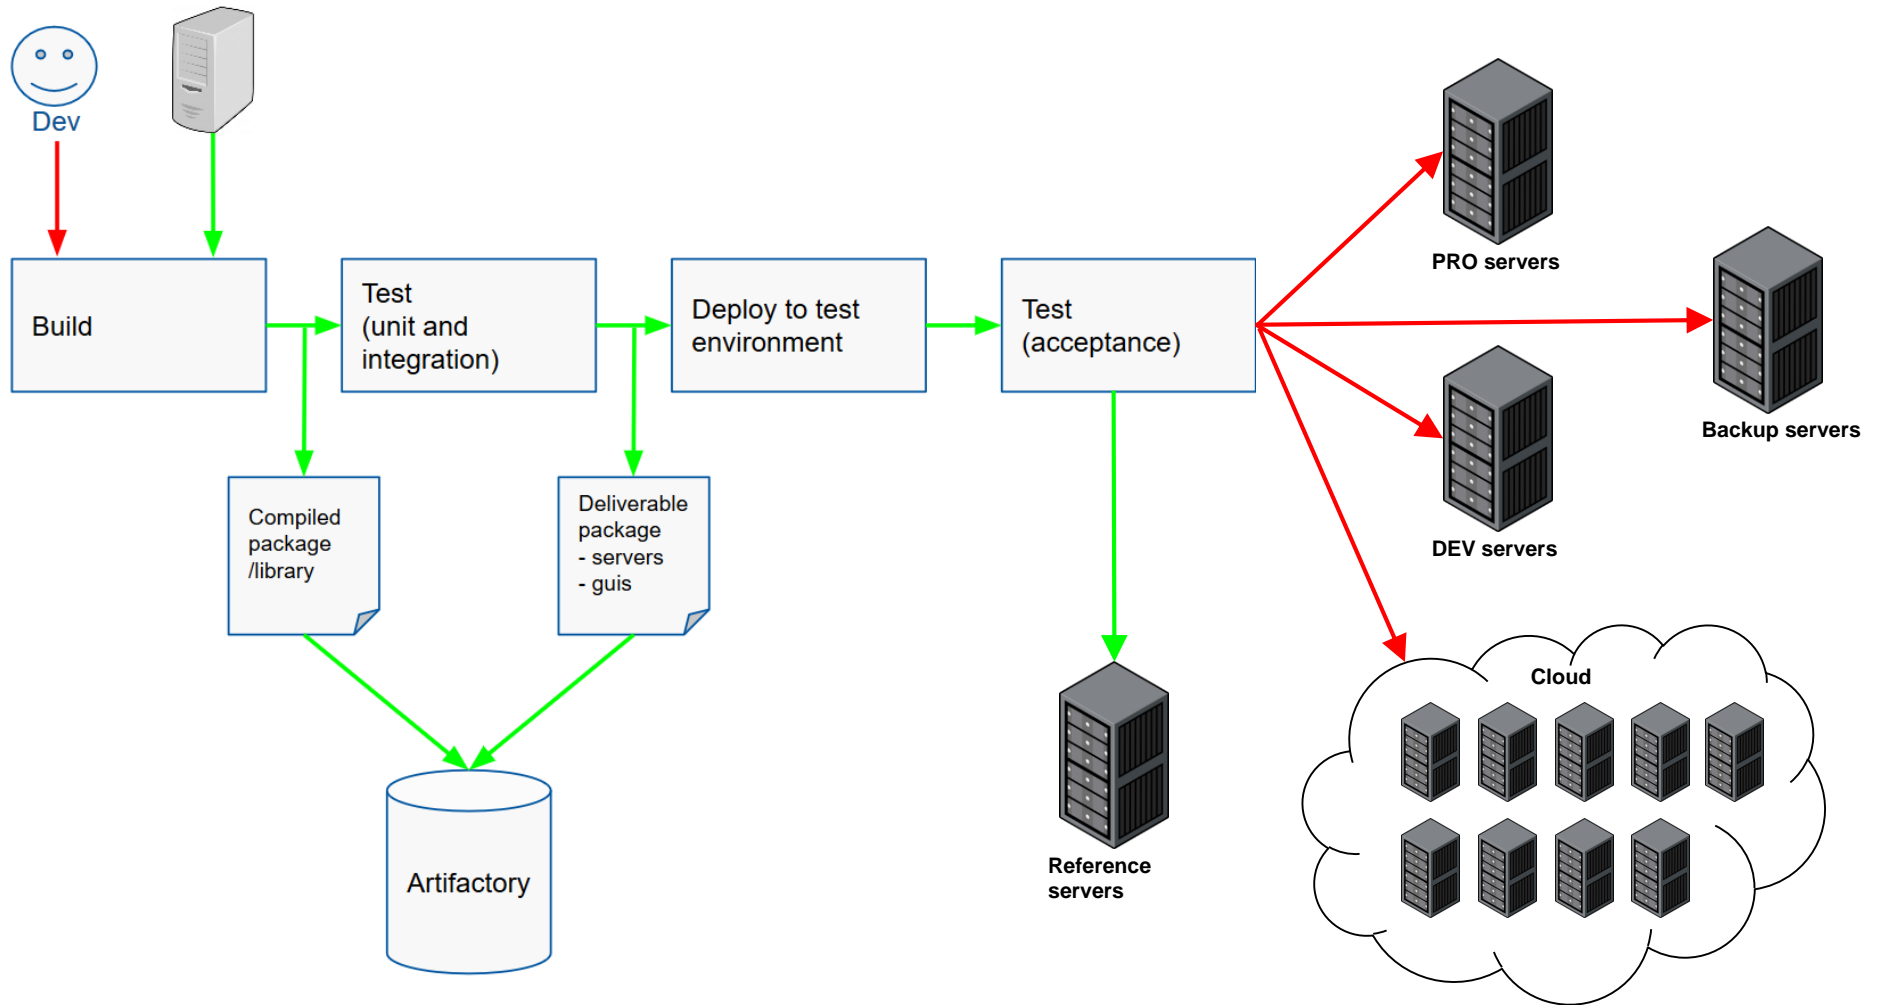 Dev
Build
Test
(unit and
integration)
Deploy to test
environment
Test
(acceptance)
PRO servers
Backup servers
DEV servers
Compiled
package
/library
Deliverable
package
- servers
- guis
Artifactory
Reference
servers
Cloud